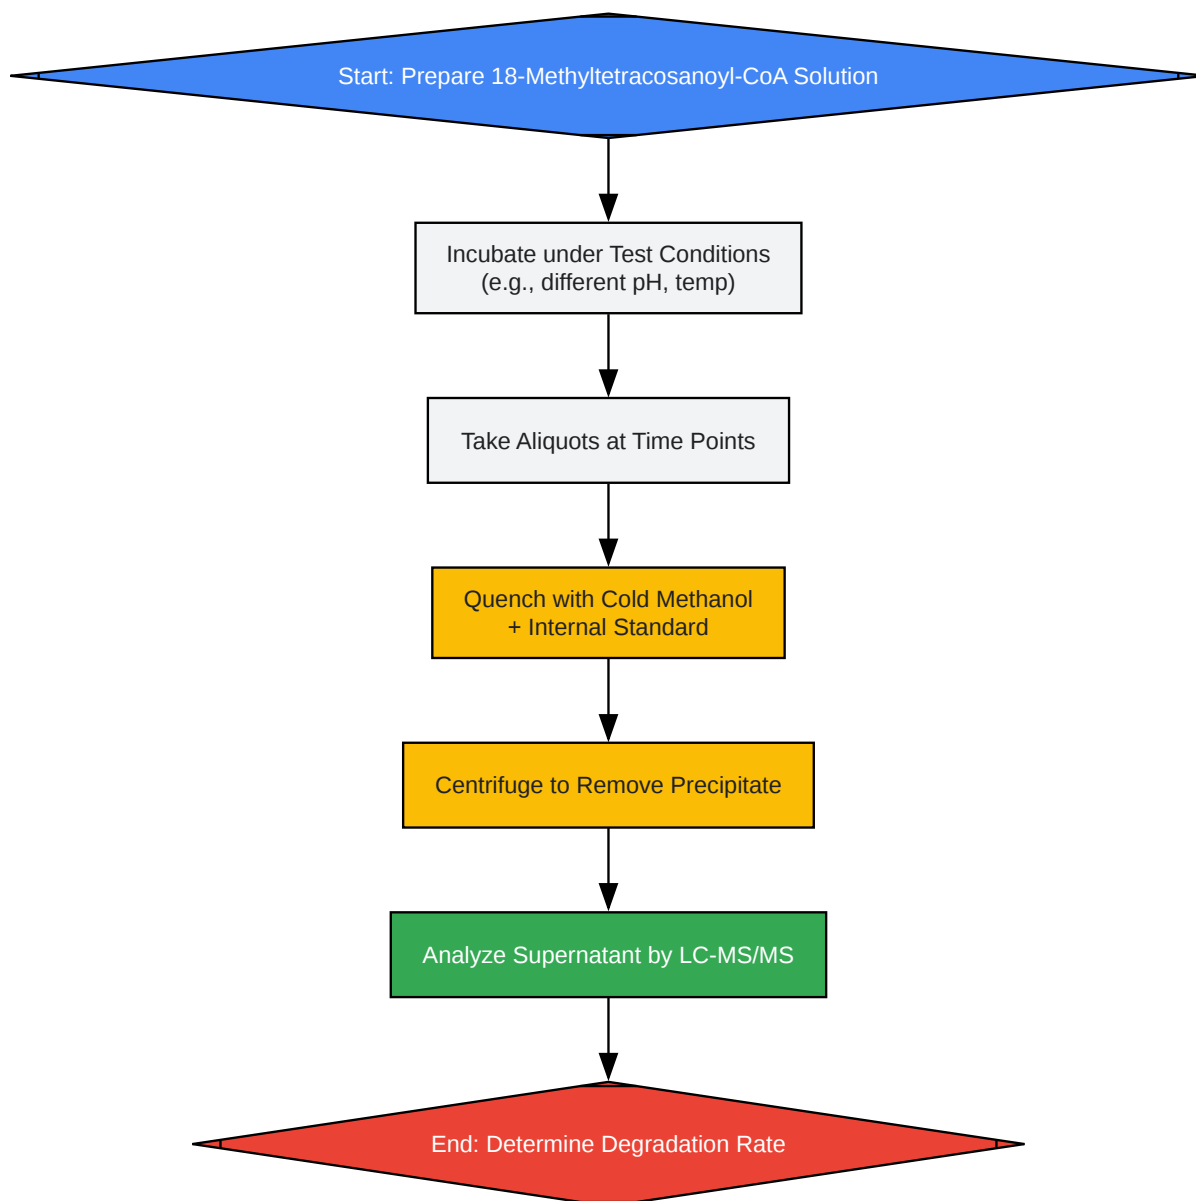 Start: Prepare 18-Methyltetracosanoyl-CoA Solution
Incubate under Test Conditions
(e.g., different pH, temp)
Take Aliquots at Time Points
Quench with Cold Methanol
+ Internal Standard
Centrifuge to Remove Precipitate
Analyze Supernatant by LC-MS/MS
End: Determine Degradation Rate